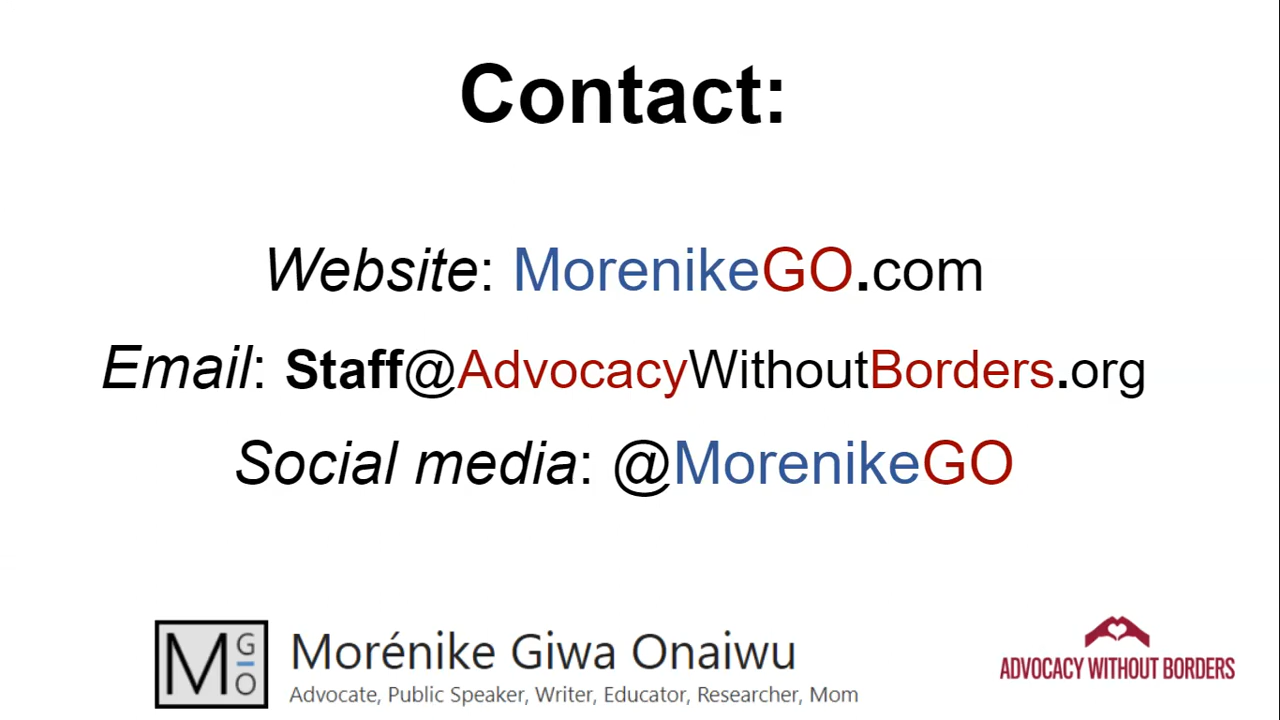 Contact:
Website: MorenikeGO.com
Email: Staff@AdvocacyWithoutBorders.org
Social media: @MorenikeGO
M G O
Morénike Giwa Onaiwu
Advocate, Public Speaker, Writer, Educator, Researcher, Mom
ADVOCACY WITHOUT BORDERS